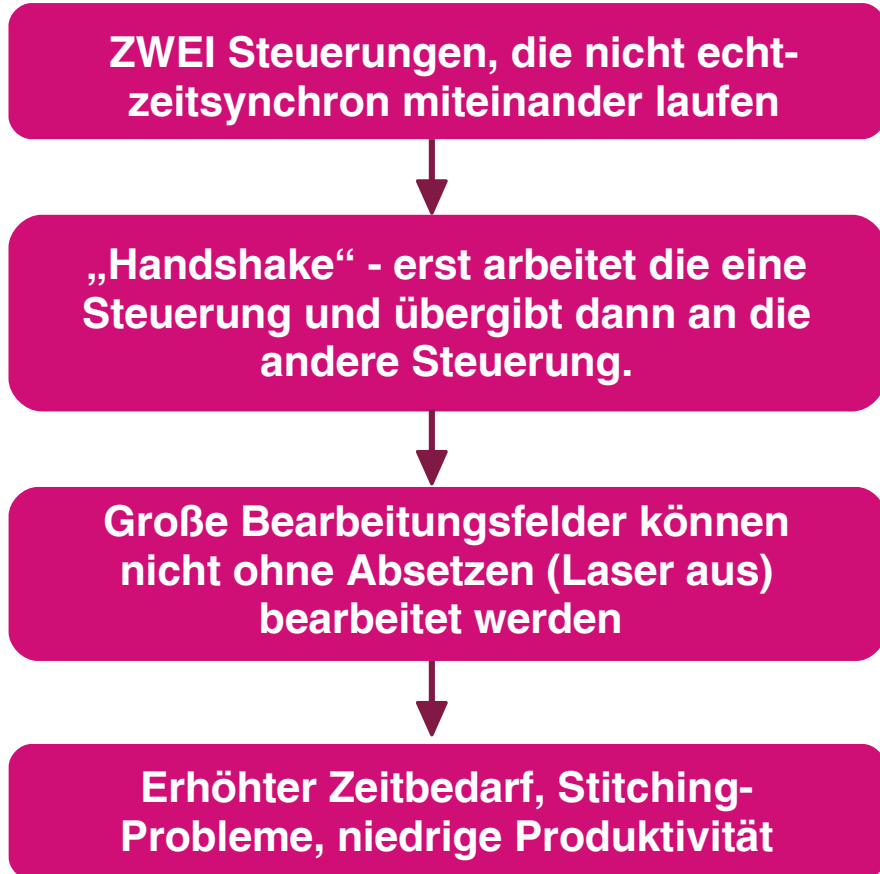 ZWEI Steuerungen, die nicht echt-
zeitsynchron miteinander laufen
„Handshake“ - erst arbeitet die eine
Steuerung und übergibt dann an die
andere Steuerung.
Große Bearbeitungsfelder können
nicht ohne Absetzen (Laser aus)
bearbeitet werden
Erhöhter Zeitbedarf, Stitching-
Probleme, niedrige Produktivität